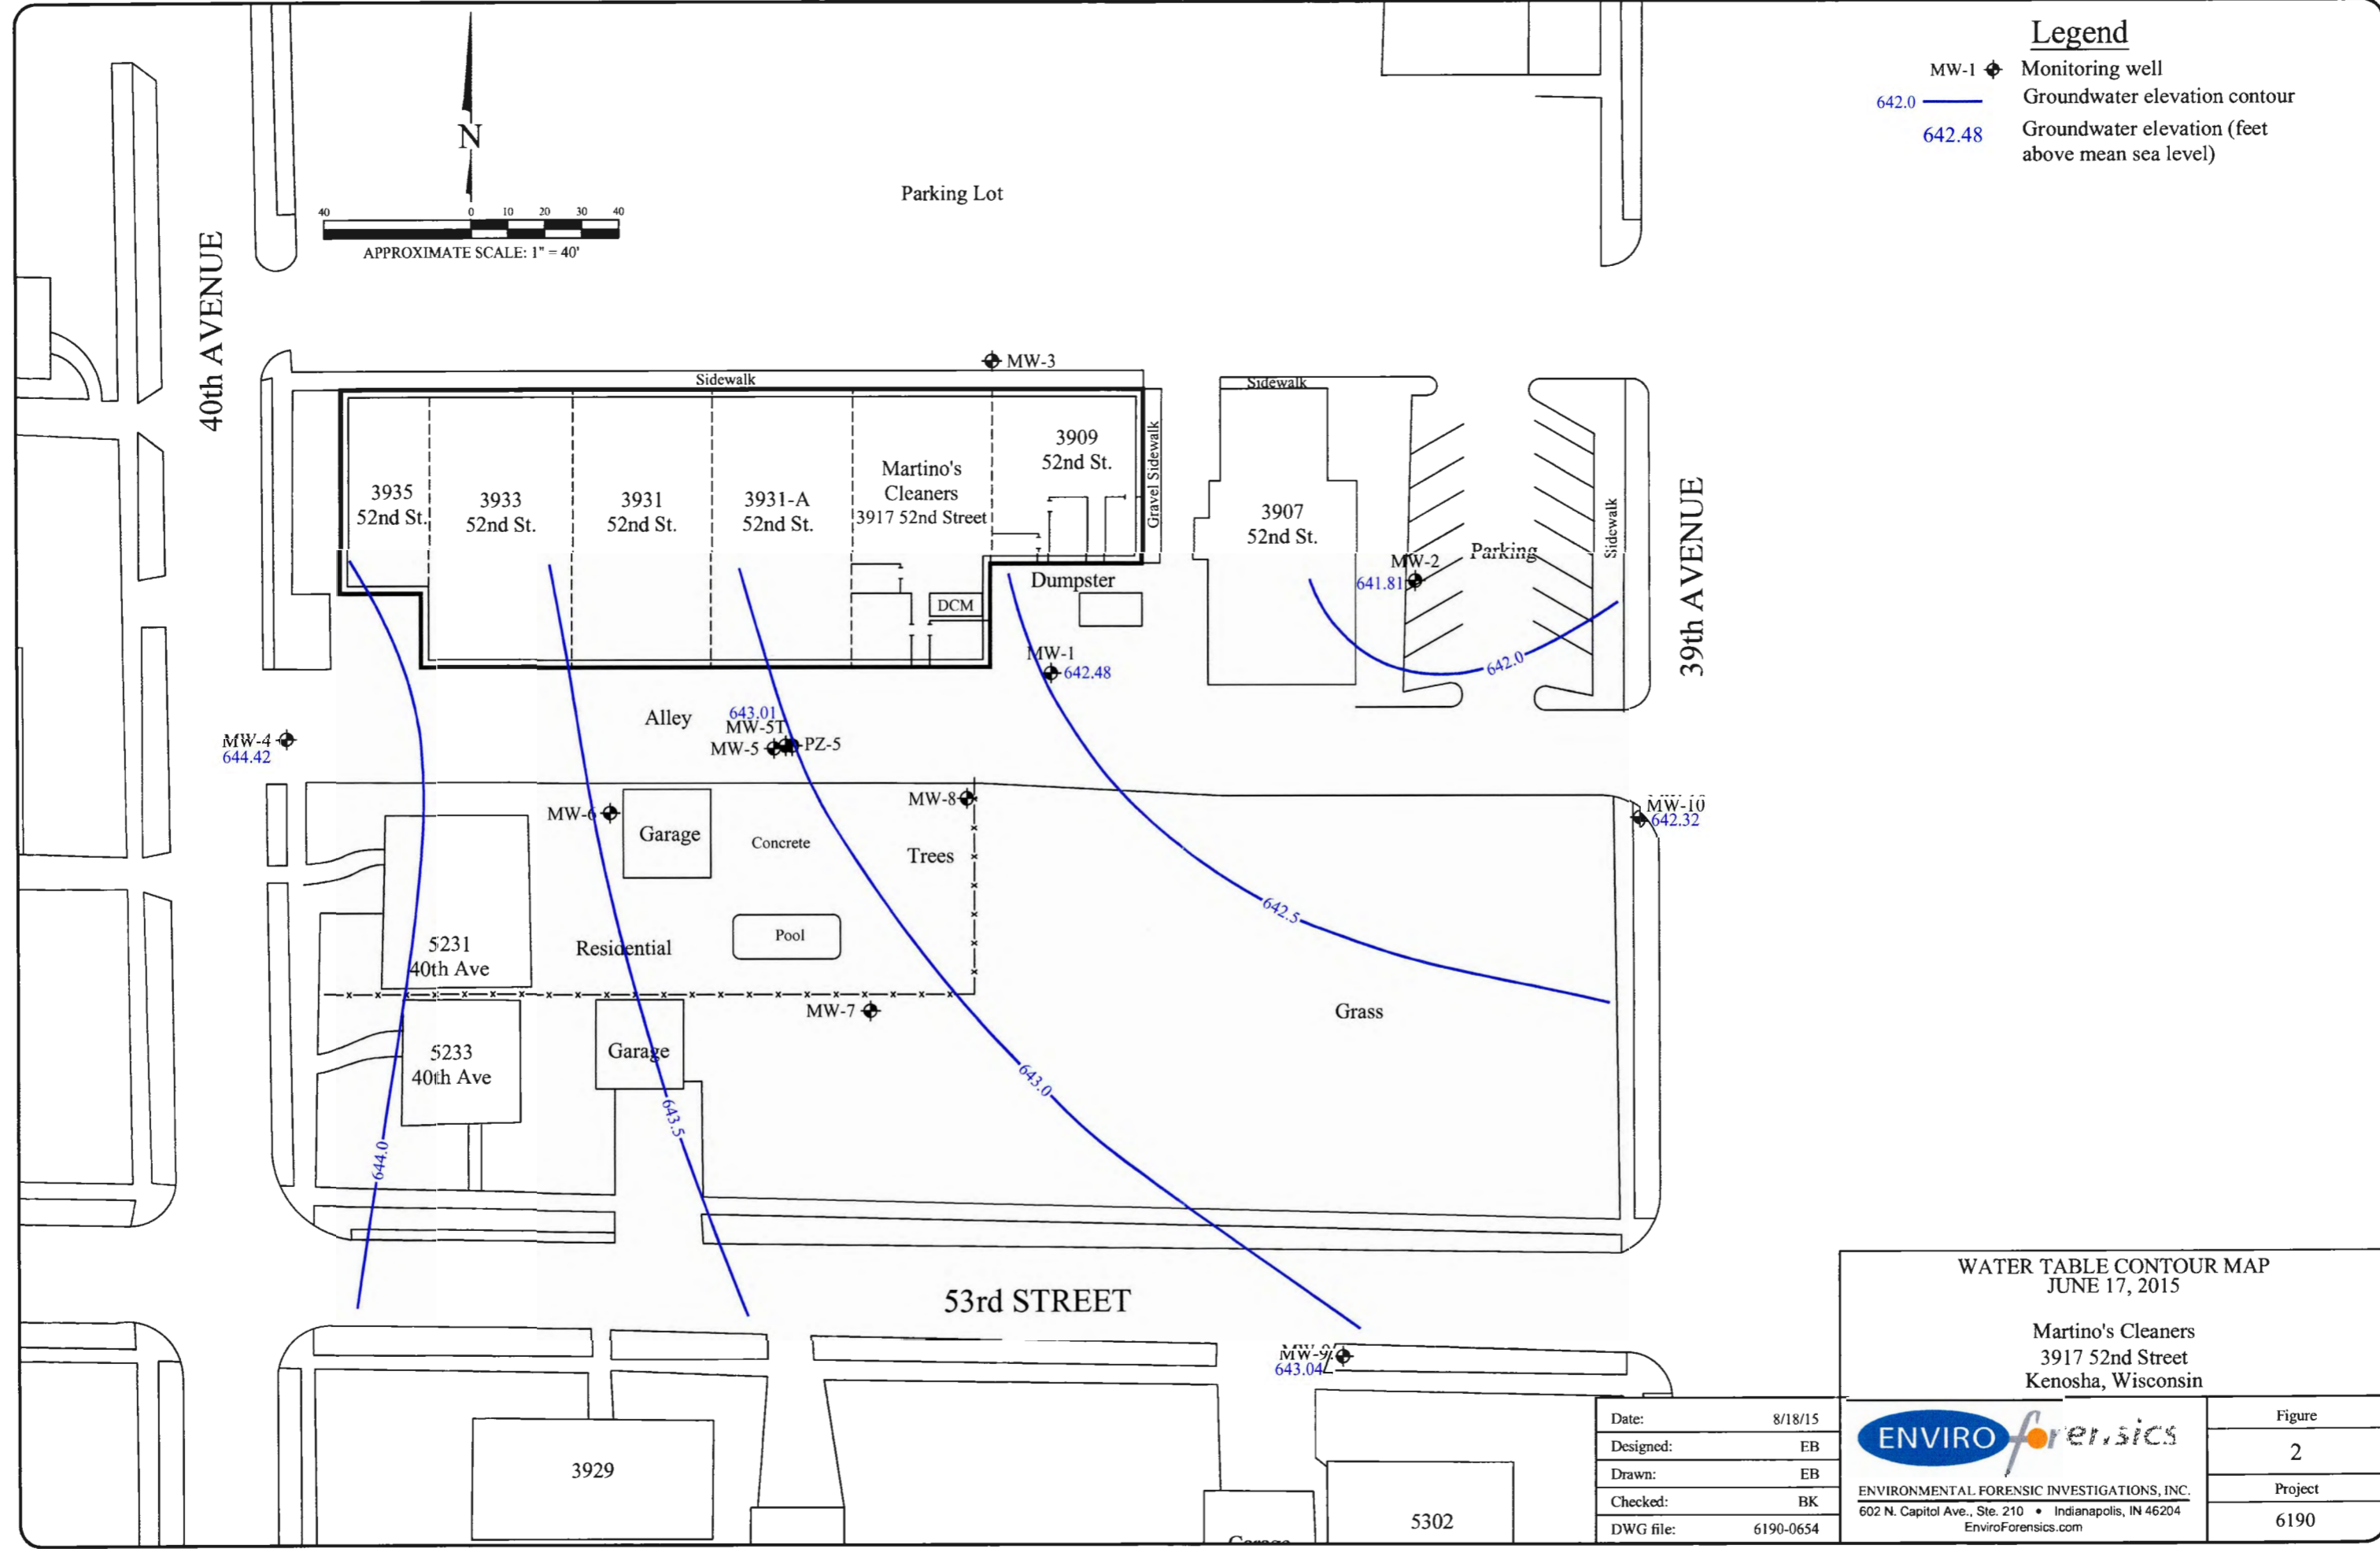 Legend
MW-1 Monitoring well
642.0 Groundwater elevation contour
642.48 Groundwater elevation (feet
above mean sea level)
N
40 0 10 20 30 40
APPROXIMATE SCALE: 1" = 40'
Parking Lot
40th AVENUE
39th AVENUE
MW-3
Sidewalk
Sidewalk
3935
52nd St.
3933
52nd St.
3931
52nd St.
3931-A
52nd St.
Martino's
Cleaners
3917 52nd Street
3909
52nd St.
Gravel Sidewalk
3907
52nd St.
Sidewalk
Parking
MW-2
641.81
Dumpster
DCM
MW-1
642.48
642.0
Alley
643.01
MW-5T
MW-5
PZ-5
MW-4
644.42
MW-6
Garage
Concrete
MW-8
Trees
MW-10
642.32
642.5
Pool
Residential
5231
40th Ave
MW-7
Grass
5233
40th Ave
Garage
643.0
643.5
644.0
53rd STREET
MW-9
643.04
3929
5302
Garage
WATER TABLE CONTOUR MAP
JUNE 17, 2015
Martino's Cleaners
3917 52nd Street
Kenosha, Wisconsin
Date: 8/18/15
Designed: EB
Drawn: EB
Checked: BK
DWG file: 6190-0654
ENVIRO forensics
ENVIRONMENTAL FORENSIC INVESTIGATIONS, INC.
602 N. Capitol Ave., Ste. 210 • Indianapolis, IN 46204
EnviroForensics.com
Figure
2
Project
6190